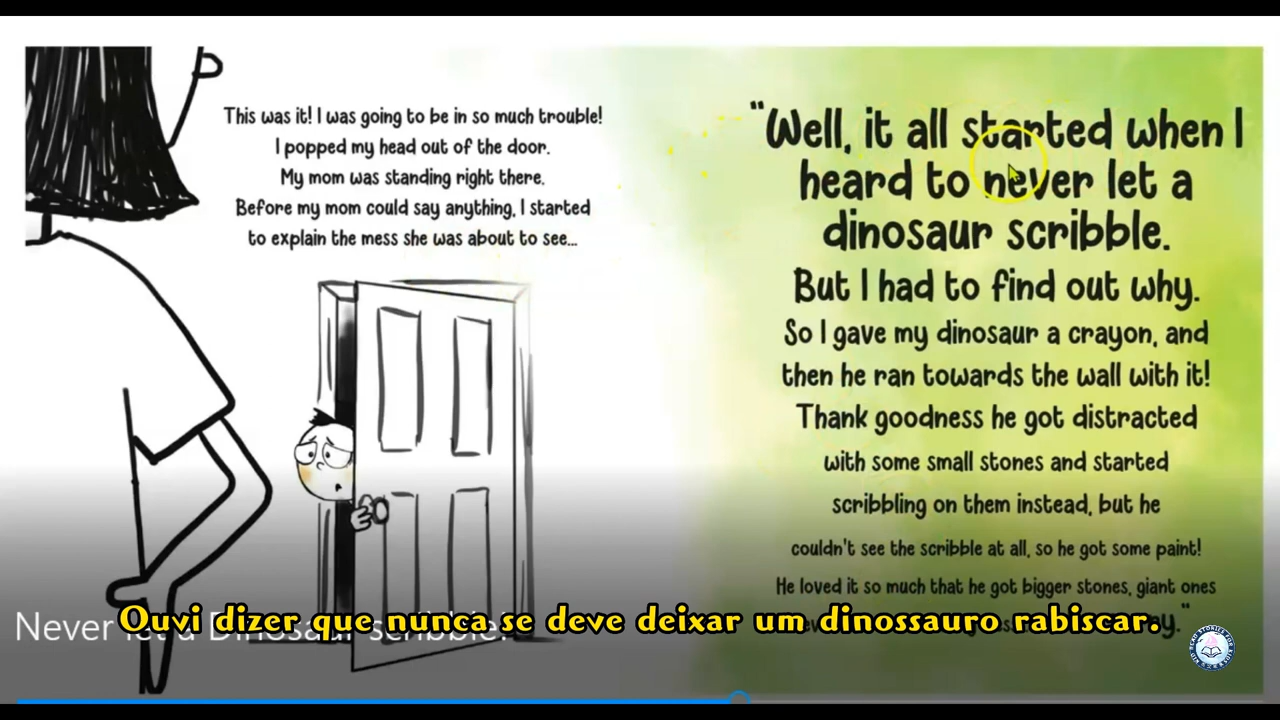 This was it! I was going to be in so much trouble!
I popped my head out of the door.
My mom was standing right there.
Before my mom could say anything, I started
to explain the mess she was about to see...
"Well, it all started when I
heard to never let a
dinosaur scribble.
But I had to find out why.
So I gave my dinosaur a crayon, and
then he ran towards the wall with it!
Thank goodness he got distracted
with some small stones and started
scribbling on them instead, but he
couldn't see the scribble at all, so he got some paint!
He loved it so much that he got bigger stones, giant ones
Never let a Dinosaur scribble!
Ouvi dizer que nunca se deve deixar um dinossauro rabiscar.